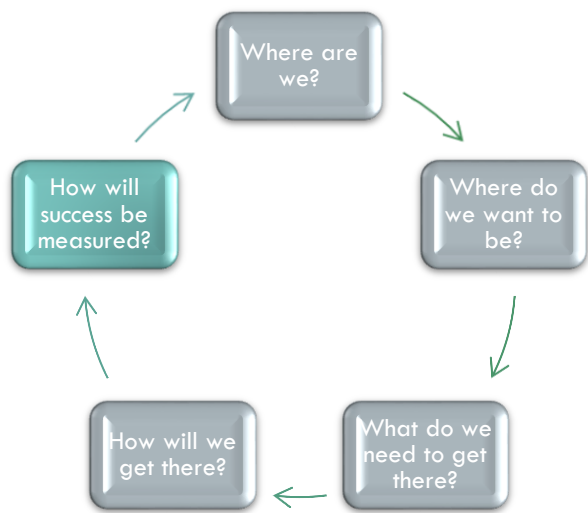 Where are
we?
Where do
we want to
be?
What do we
need to get
there?
How will we
get there?
How will
success be
measured?